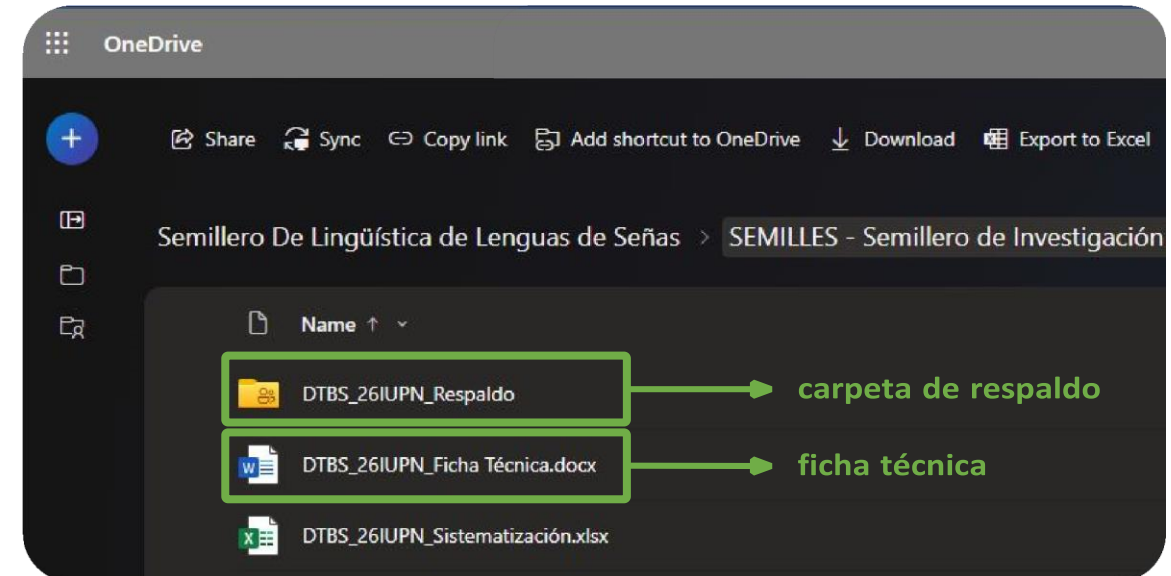 OneDrive
Share Sync Copy link Add shortcut to OneDrive Download Export to Excel
Semillero De Lingüística de Lenguas de Señas > SEMILLES - Semillero de Investigación
Name
DTBS_26IUPN_Respaldo
carpeta de respaldo
DTBS_26IUPN_Ficha Técnica.docx
ficha técnica
DTBS_26IUPN_Sistematización.xlsx